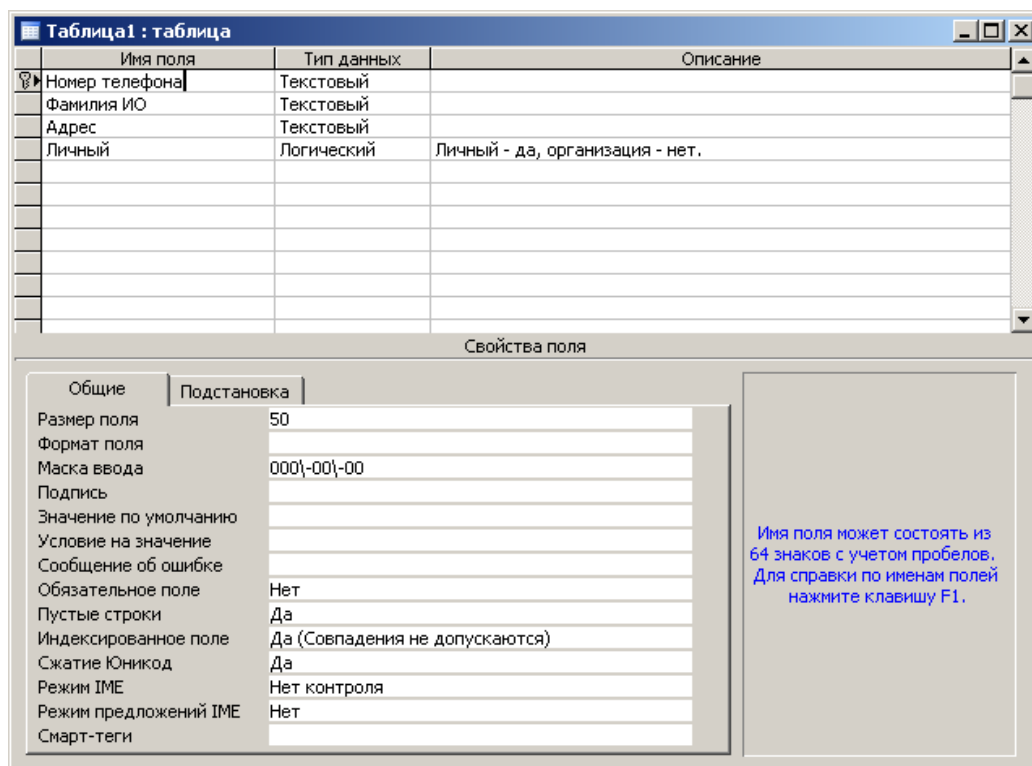 Таблица1 : таблица
Имя поля Тип данных Описание
Номер телефона Текстовый
Фамилия ИО Текстовый
Адрес Текстовый
Личный Логический Личный - да, организация - нет.
Свойства поля
Общие Подстановка
Размер поля 50
Формат поля
Маска ввода 000\-00\-00
Подпись
Значение по умолчанию
Условие на значение
Сообщение об ошибке
Обязательное поле Нет
Пустые строки Да
Индексированное поле Да (Совпадения не допускаются)
Сжатие Юникод Да
Режим IME Нет контроля
Режим предложений IME Нет
Смарт-теги
Имя поля может состоять из
64 знаков с учетом пробелов.
Для справки по именам полей
нажмите клавишу F1.